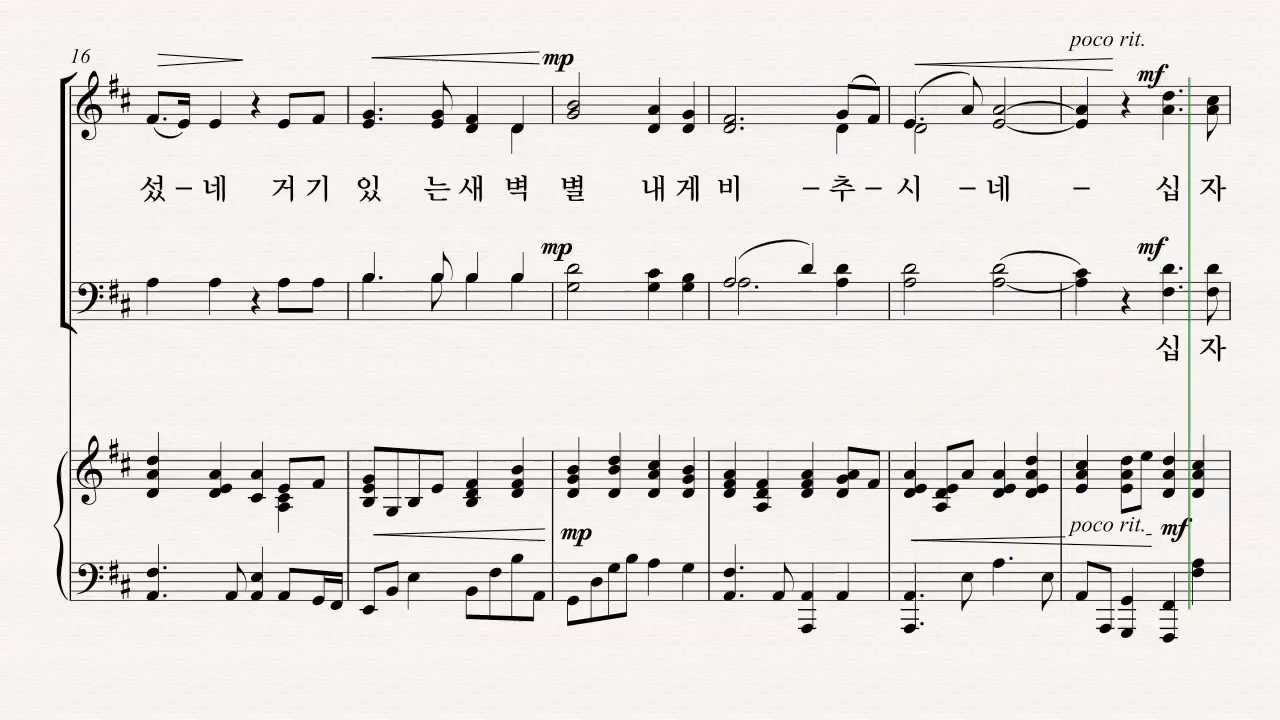 poco rit.
16
mp
mf
섰 – 네 거 기 있 는 새 벽 별 내 게 비 – 추 – 시 – 네 – 십 자
mp
mf
십 자
mp
poco rit.
mf